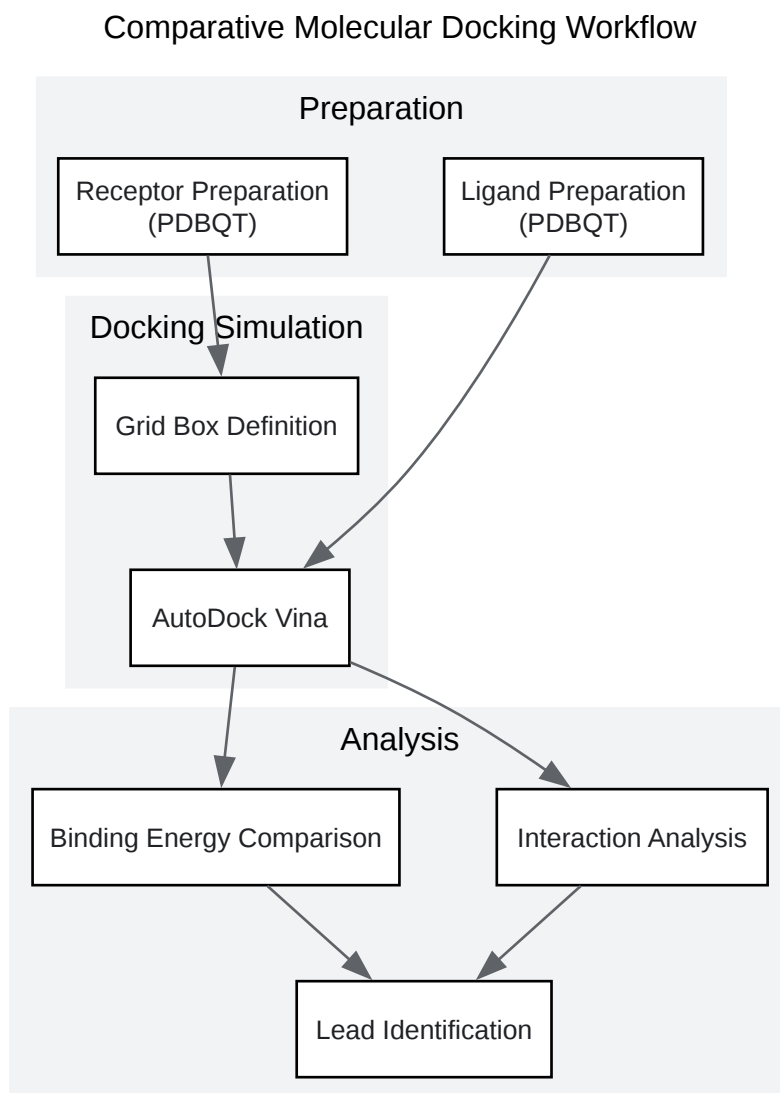 Comparative Molecular Docking Workflow
Preparation
Receptor Preparation
(PDBQT)
Ligand Preparation
(PDBQT)
Docking Simulation
Grid Box Definition
AutoDock Vina
Analysis
Binding Energy Comparison
Interaction Analysis
Lead Identification